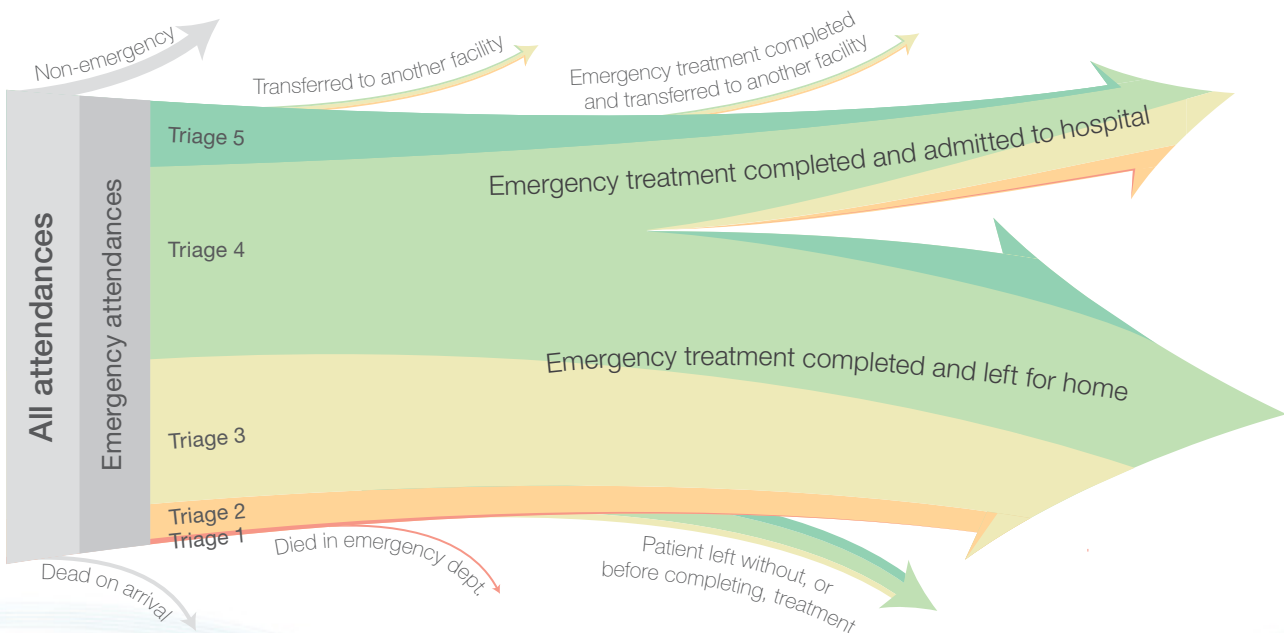 Non-emergency
Transferred to another facility
Emergency treatment completed
and transferred to another facility
All attendances
Emergency attendances
Triage 5
Emergency treatment completed and admitted to hospital
Triage 4
Emergency treatment completed and left for home
Triage 3
Triage 2
Triage 1
Dead on arrival
Died in emergency dept.
Patient left without, or
before completing, treatment